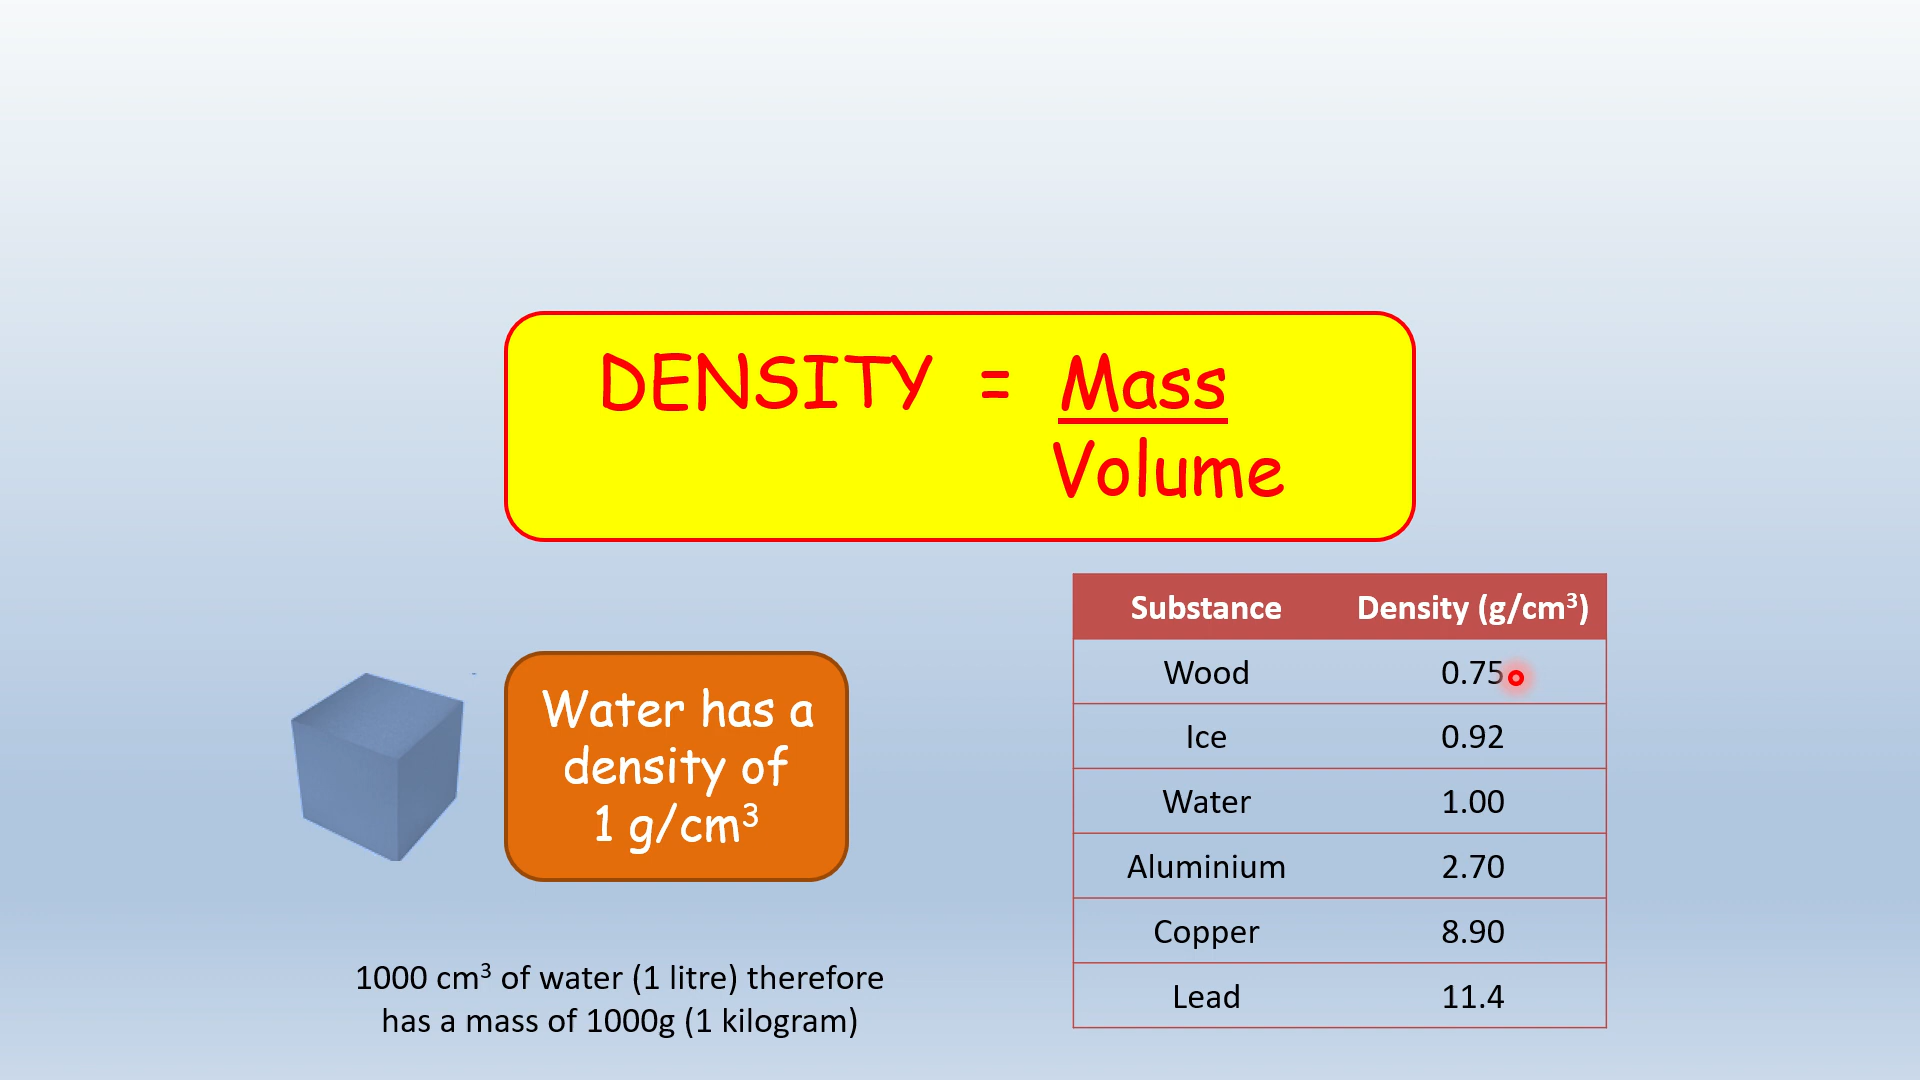 DENSITY = Mass
Volume
Water has a
density of
1 g/cm³
1000 cm³ of water (1 litre) therefore
has a mass of 1000g (1 kilogram)
Substance Density (g/cm³)
Wood 0.75
Ice 0.92
Water 1.00
Aluminium 2.70
Copper 8.90
Lead 11.4